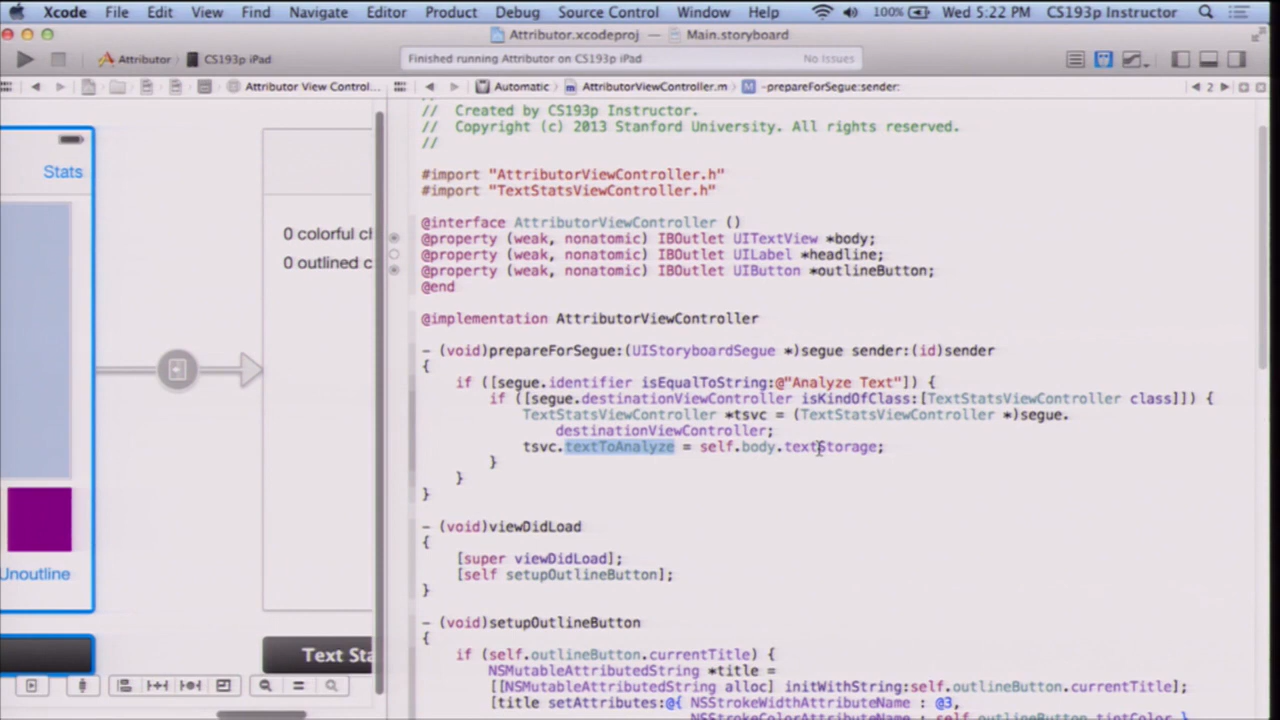 Xcode File Edit View Find Navigate Editor Product Debug Source Control Window Help 100% Wed 5:22 PM CS193p Instructor
Attributor.xcodeproj — Main.storyboard
Attributor CS193p iPad Finished running Attributor on CS193p iPad No Issues
Attributor View Control... Automatic AttributorViewController.m M -prepareForSegue:sender: 2
// Created by CS193p Instructor.
// Copyright (c) 2013 Stanford University. All rights reserved.
//
#import "AttributorViewController.h"
#import "TextStatsViewController.h"
@interface AttributorViewController ()
@property (weak, nonatomic) IBOutlet UITextView *body;
@property (weak, nonatomic) IBOutlet UILabel *headline;
@property (weak, nonatomic) IBOutlet UIButton *outlineButton;
@end
@implementation AttributorViewController
- (void)prepareForSegue:(UIStoryboardSegue *)segue sender:(id)sender
{
if ([segue.identifier isEqualToString:@"Analyze Text"]) {
if ([segue.destinationViewController isKindOfClass:[TextStatsViewController class]]) {
TextStatsViewController *tsvc = (TextStatsViewController *)segue.
destinationViewController;
tsvc.textToAnalyze = self.body.textStorage;
}
}
}
- (void)viewDidLoad
{
[super viewDidLoad];
[self setupOutlineButton];
}
- (void)setupOutlineButton
{
if (self.outlineButton.currentTitle) {
NSMutableAttributedString *title =
[[NSMutableAttributedString alloc] initWithString:self.outlineButton.currentTitle];
[title setAttributes:@{ NSStrokeWidthAttributeName : @3,
NSStrokeColorAttributeName : self.outlineButton.tintColor }
Stats
0 colorful ch
0 outlined c
Unoutline
Text Sta